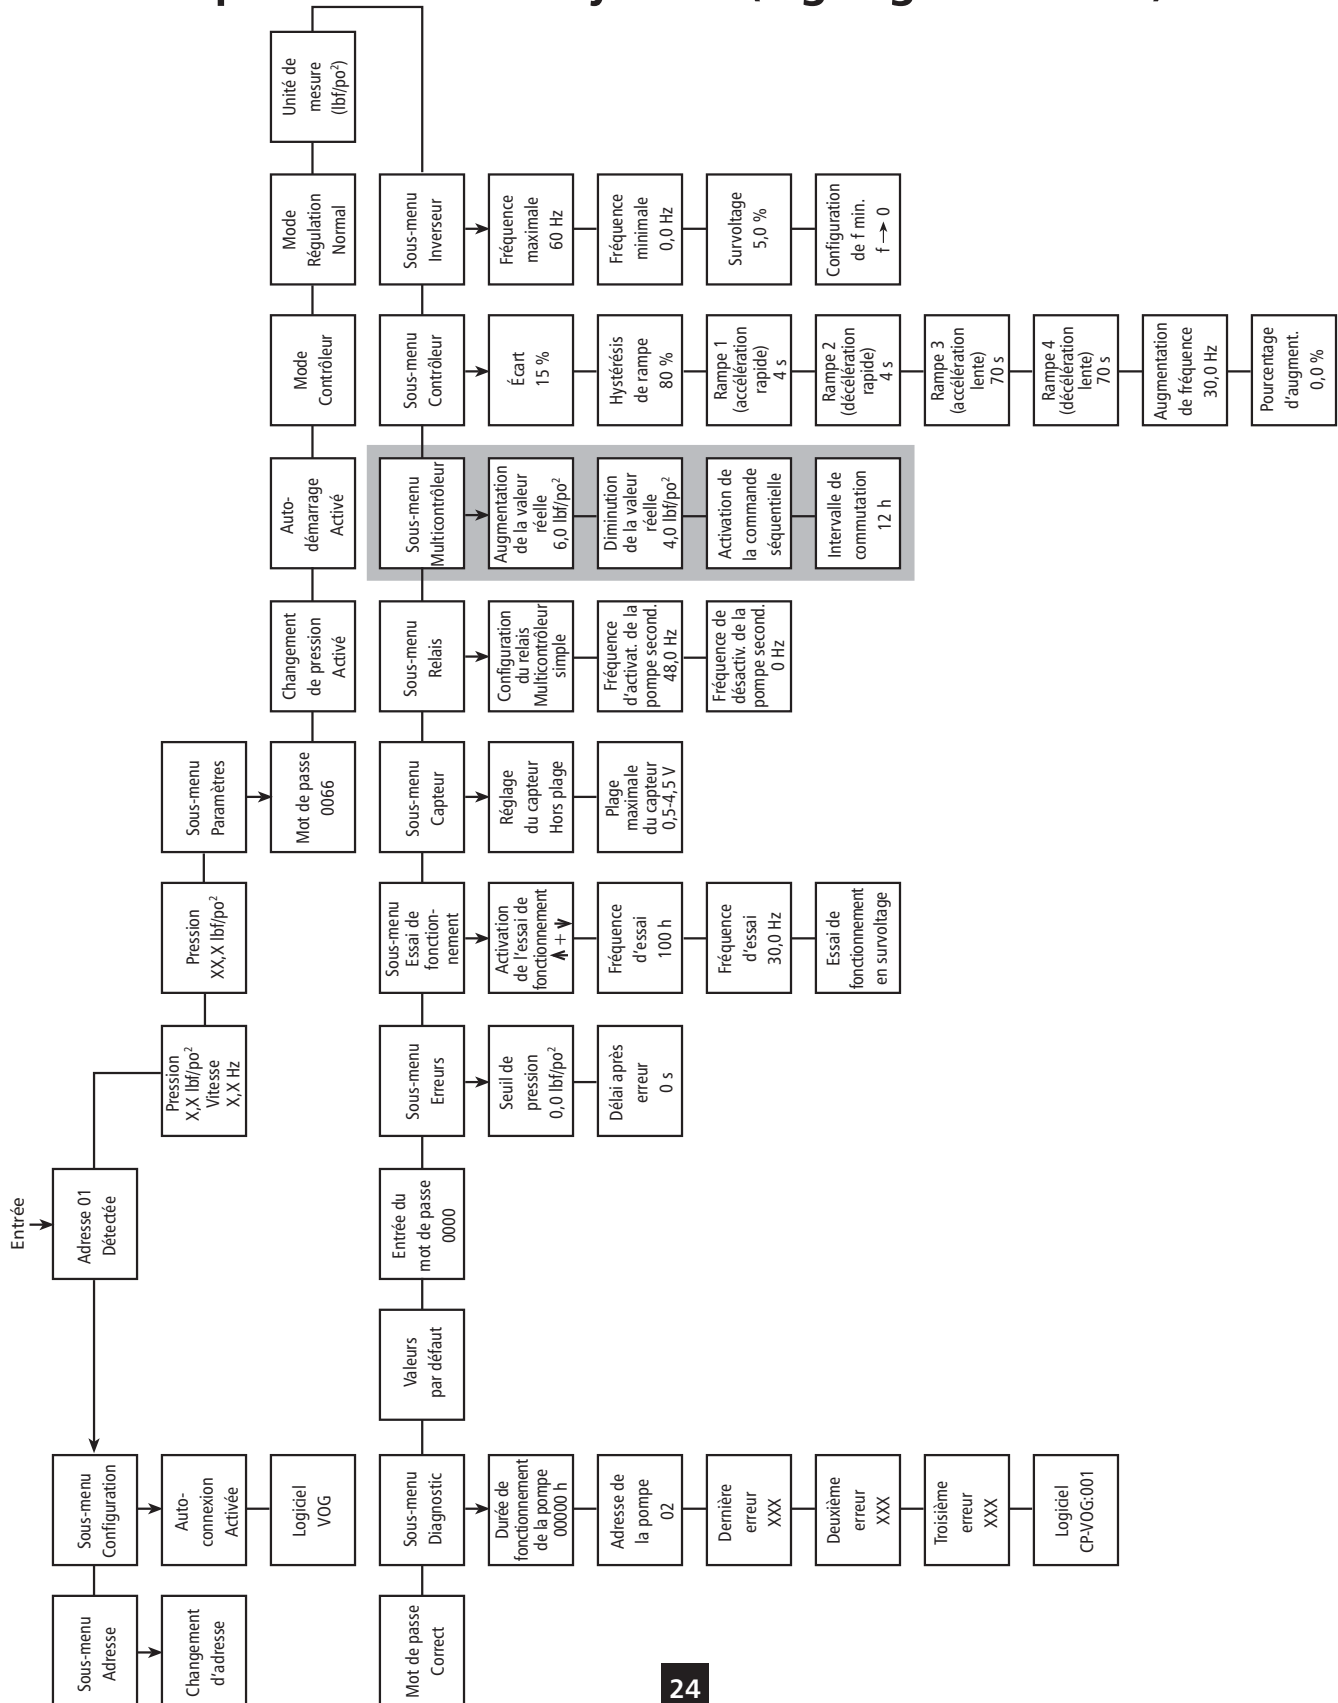 Entrée
Sous-menu
Adresse
Sous-menu
Configuration
Adresse 01
Détectée
Changement
d'adresse
Auto-
connexion
Activée
Pression
X,X lbf/po²
Vitesse
X,X Hz
Pression
XX,X lbf/po²
Sous-menu
Paramètres
Logiciel
VOG
Mot de passe
0066
Changement
de pression
Activé
Auto-
démarrage
Activé
Mode
Contrôleur
Mode
Régulation
Normal
Unité de
mesure
(lbf/po²)
Mot de passe
Correct
Sous-menu
Diagnostic
Valeurs
par défaut
Entrée du
mot de passe
0000
Sous-menu
Erreurs
Sous-menu
Essai de
fonction-
nement
Sous-menu
Capteur
Sous-menu
Relais
Sous-menu
Multicontrôleur
Sous-menu
Contrôleur
Sous-menu
Inverseur
Durée de
fonctionnement
de la pompe
00000 h
Seuil de
pression
0,0 lbf/po²
Activation
de l'essai de
fonctionnement
+
Réglage
du capteur
Hors plage
Configuration
du relais
Multicontrôleur
simple
Augmentation
de la valeur
réelle
6,0 lbf/po²
Écart
15 %
Fréquence
maximale
60 Hz
Adresse de
la pompe
02
Délai après
erreur
0 s
Fréquence
d'essai
100 h
Plage
maximale
du capteur
0,5-4,5 V
Fréquence
d'activat. de la
pompe second.
48,0 Hz
Diminution
de la valeur
réelle
4,0 lbf/po²
Hystérésis
de rampe
80 %
Fréquence
minimale
0,0 Hz
Dernière
erreur
XXX
Fréquence
d'essai
30,0 Hz
Fréquence de
désactiv. de la
pompe second.
0 Hz
Activation de
la commande
séquentielle
Rampe 1
(accélération
rapide)
4 s
Survoltage
5,0 %
Deuxième
erreur
XXX
Essai de
fonctionnement
en survoltage
Intervalle de
commutation
12 h
Rampe 2
(décélération
rapide)
4 s
Configuration
de f min.
f → 0
Troisième
erreur
XXX
Rampe 3
(accélération
lente)
70 s
Logiciel
CP-VOG:001
Rampe 4
(décélération
lente)
70 s
Augmentation
de fréquence
30,0 Hz
Pourcentage
d'augment.
0,0 %
24